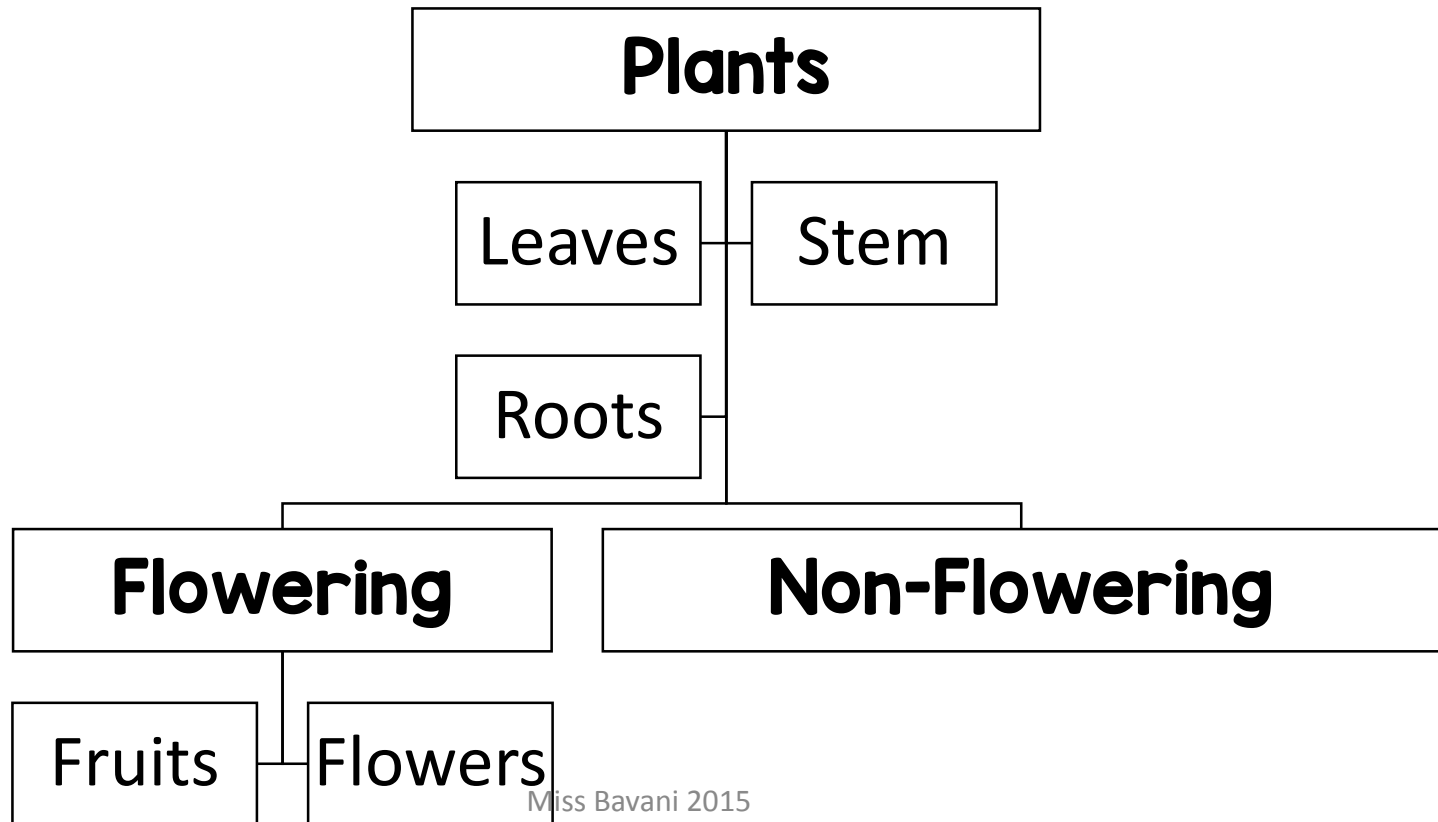 Plants
Leaves
Stem
Roots
Flowering
Non-Flowering
Fruits
Flowers
Miss Bavani 2015